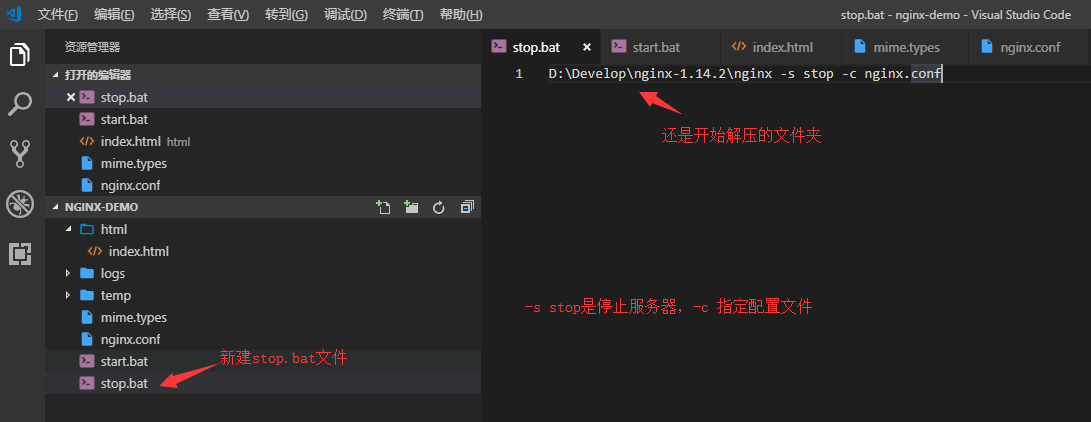 文件(F) 编辑(E) 选择(S) 查看(V) 转到(G) 调试(D) 终端(T) 帮助(H) stop.bat - nginx-demo - Visual Studio Code
资源管理器
stop.bat start.bat index.html mime.types nginx.conf
打开的编辑器
1 D:\Develop\nginx-1.14.2\nginx -s stop -c nginx.conf
stop.bat
start.bat
还是开始解压的文件夹
index.html html
mime.types
nginx.conf
NGINX-DEMO
html
index.html
logs
temp
-s stop是停止服务器，-c 指定配置文件
mime.types
nginx.conf
start.bat
新建stop.bat文件
stop.bat